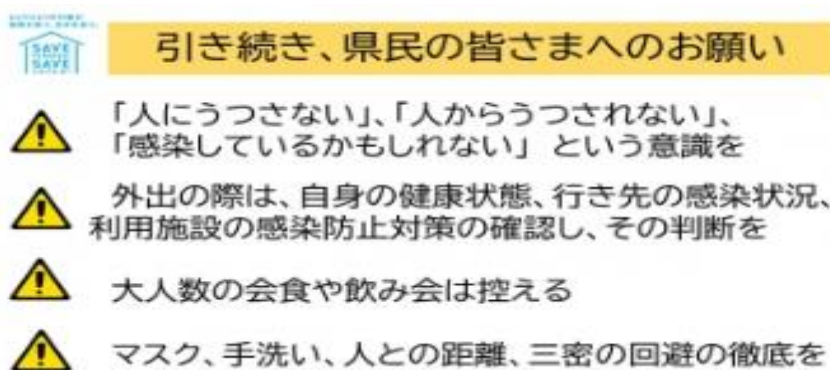 SAVE
SAVE
引き続き、県民の皆さまへのお願い
「人にうつさない」、「人からうつされない」、
「感染しているかもしれない」という意識を
外出の際は、自身の健康状態、行き先の感染状況、
利用施設の感染防止対策の確認し、その判断を
大人数の会食や飲み会は控える
マスク、手洗い、人との距離、三密の回避の徹底を